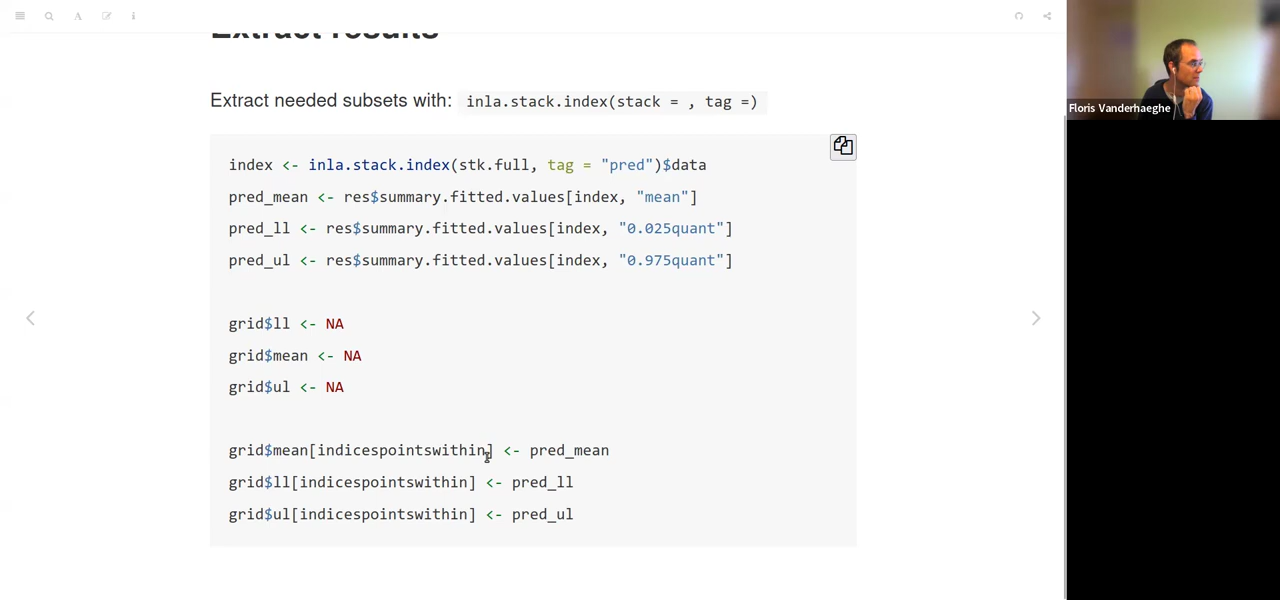 Extract results
Extract needed subsets with: inla.stack.index(stack = , tag =)
index <- inla.stack.index(stk.full, tag = "pred")$data
pred_mean <- res$summary.fitted.values[index, "mean"]
pred_ll <- res$summary.fitted.values[index, "0.025quant"]
pred_ul <- res$summary.fitted.values[index, "0.975quant"]
grid$ll <- NA
grid$mean <- NA
grid$ul <- NA
grid$mean[indicespointswithin] <- pred_mean
grid$ll[indicespointswithin] <- pred_ll
grid$ul[indicespointswithin] <- pred_ul
Floris Vanderhaeghe